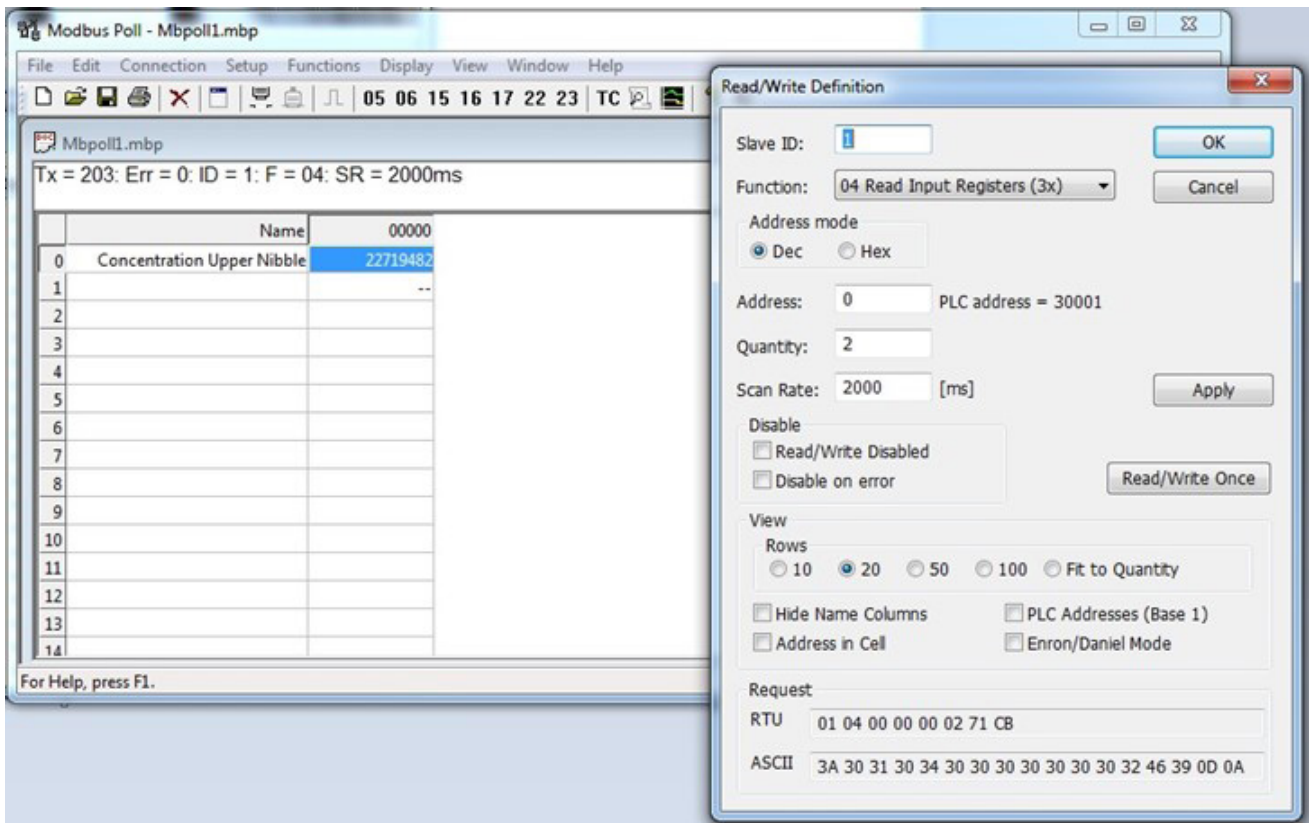 Modbus Poll - Mbpoll1.mbp
File Edit Connection Setup Functions Display View Window Help
05 06 15 16 17 22 23 TC
Mbpoll1.mbp
Tx = 203: Err = 0: ID = 1: F = 04: SR = 2000ms
Name 00000
0 Concentration Upper Nibble 22719482
1 --
2
3
4
5
6
7
8
9
10
11
12
13
14
For Help, press F1.
Read/Write Definition
Slave ID: 1 OK
Function: 04 Read Input Registers (3x) Cancel
Address mode
Dec Hex
Address: 0 PLC address = 30001
Quantity: 2
Scan Rate: 2000 [ms] Apply
Disable
Read/Write Disabled
Disable on error Read/Write Once
View
Rows
10 20 50 100 Fit to Quantity
Hide Name Columns PLC Addresses (Base 1)
Address in Cell Enron/Daniel Mode
Request
RTU 01 04 00 00 00 02 71 CB
ASCII 3A 30 31 30 34 30 30 30 30 30 30 30 32 46 39 0D 0A